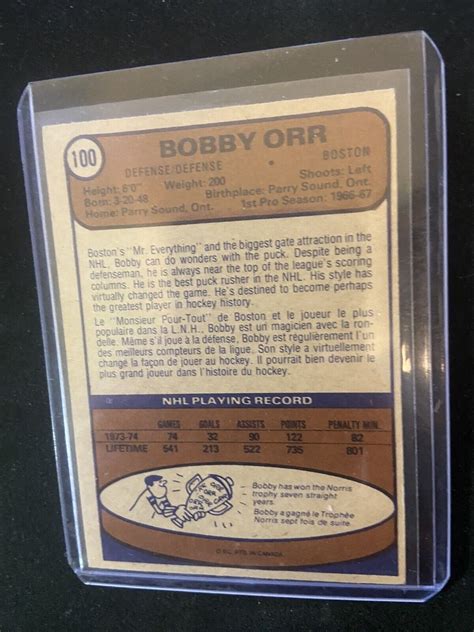 100
BOBBY ORR
DEFENSE/DEFENSE • BOSTON
Height: 6'0" Weight: 200 Shoots: Left
Born: 3-20-48 Birthplace: Parry Sound, Ont.
Home: Parry Sound, Ont. 1st Pro Season: 1966-67
Boston's "Mr. Everything" and the biggest gate attraction in the
NHL, Bobby can do wonders with the puck. Despite being a
defenseman, he is always near the top of the league's scoring
columns. He is the best puck rusher in the NHL. His style has
virtually changed the game. He's destined to become perhaps
the greatest player in hockey history.
Le "Monsieur Pour-Tout" de Boston et le joueur le plus
populaire dans la L.N.H., Bobby est un magicien avec la ron-
delle. Même s'il joue à la défense, Bobby est régulièrement l'un
des meilleurs compteurs de la ligue. Son style a virtuellement
changé la façon de jouer au hockey. Il pourrait bien devenir le
plus grand joueur dans l'histoire du hockey.
NHL PLAYING RECORD
GAMES GOALS ASSISTS POINTS PENALTY MIN.
1973-74 74 32 90 122 82
LIFETIME 541 213 522 735 801
Bobby has won the Norris
trophy seven straight
years.
Bobby a gagné le Trophée
Norris sept fois de suite.
O.P.C. PTD. IN CANADA